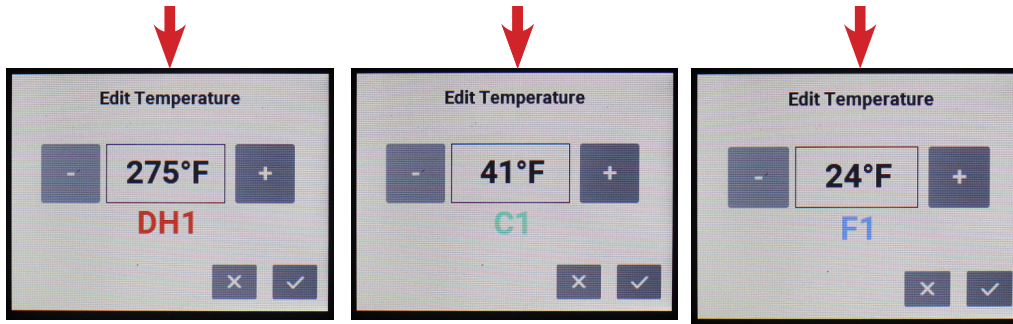 Edit Temperature
- 275°F +
DH1
Edit Temperature
- 41°F +
C1
Edit Temperature
- 24°F +
F1